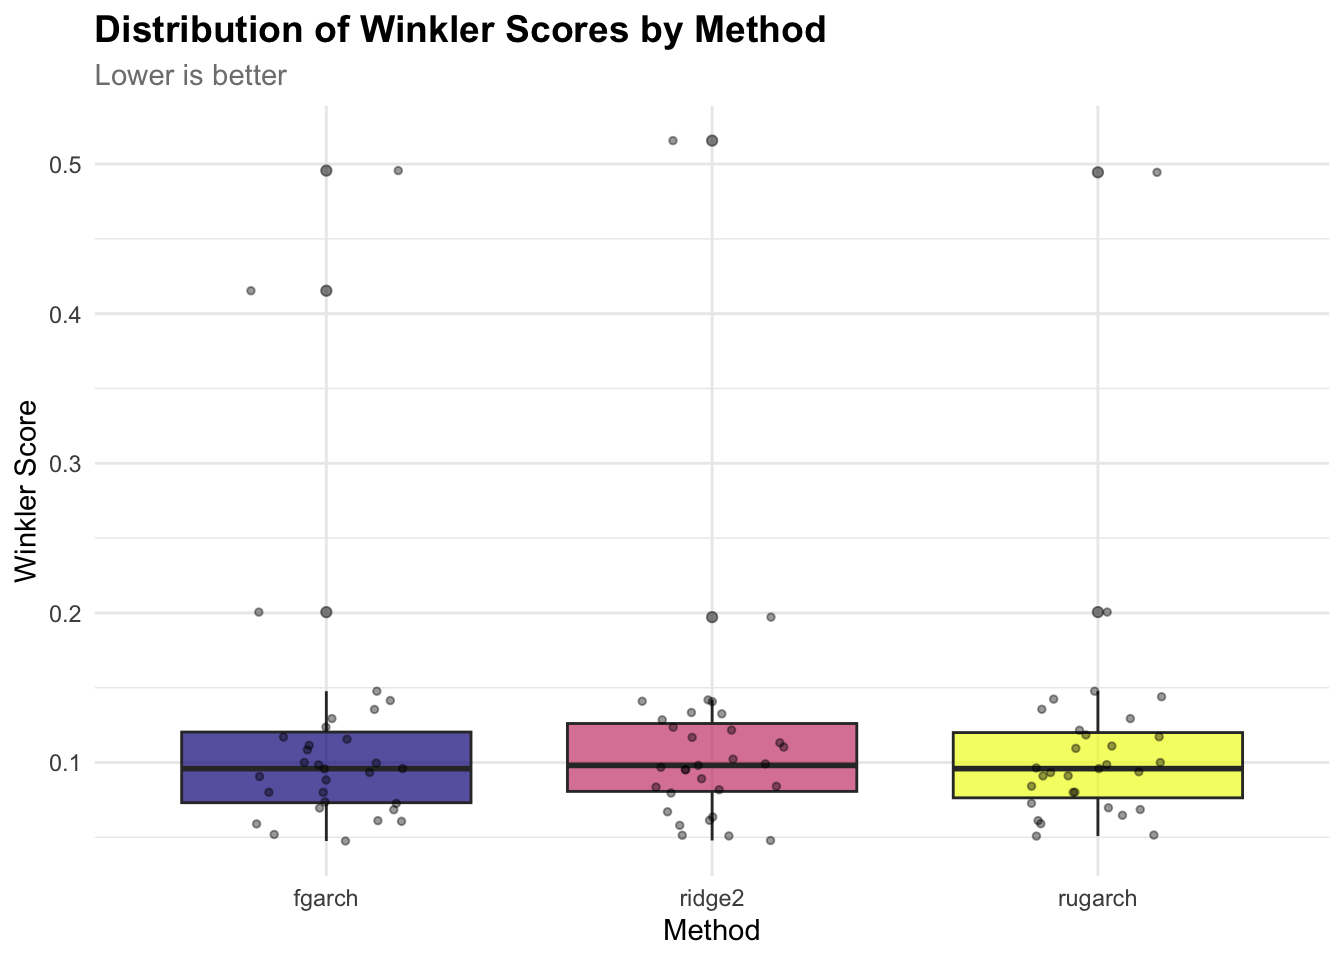 Distribution of Winkler Scores by Method
Lower is better
Winkler Score
0.5
0.4
0.3
0.2
0.1
fgarch
ridge2
rugarch
Method